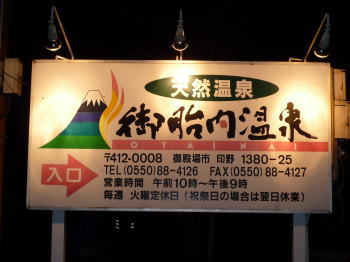 天然温泉
御胎内温泉
OTAINAI
〒412-0008 御殿場市 印野 1380-25
TEL(0550)88-4126 FAX(0550)88-4127
入口
営業時間 午前10時〜午後9時
毎週 火曜定休日(祝祭日の場合は翌日休業)